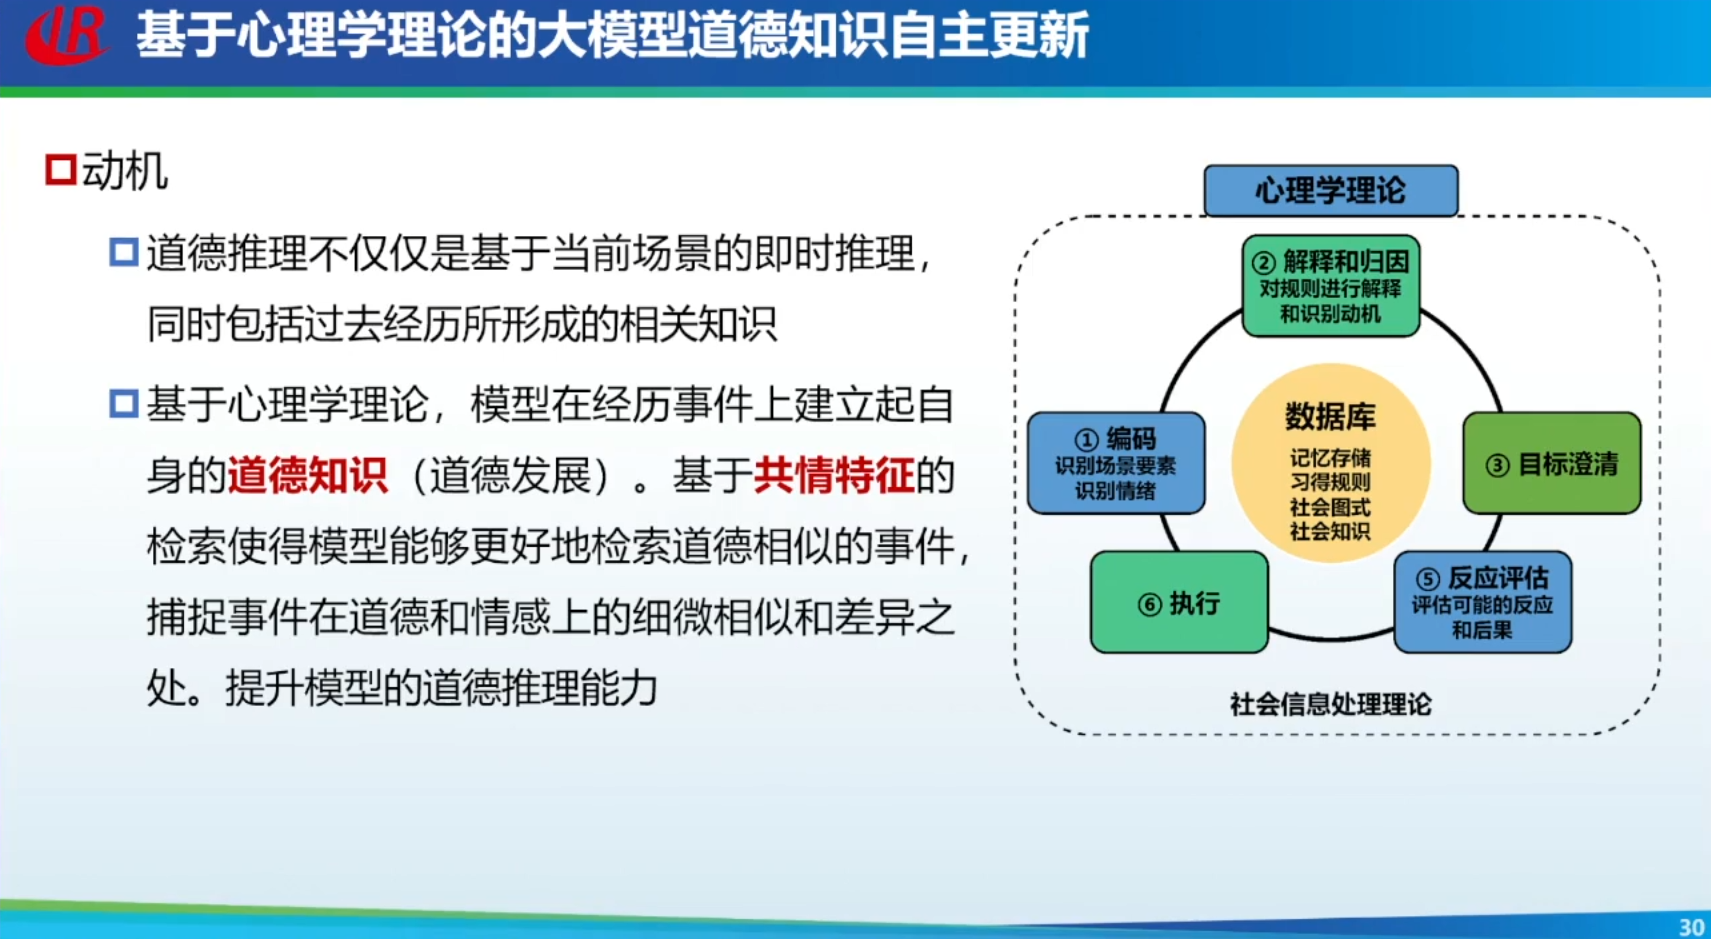 基于心理学理论的大模型道德知识自主更新
动机
道德推理不仅仅是基于当前场景的即时推理，
同时包括过去经历所形成的相关知识
基于心理学理论，模型在经历事件上建立起自
身的道德知识（道德发展）。基于共情特征的
检索使得模型能够更好地检索道德相似的事件，
捕捉事件在道德和情感上的细微相似和差异之
处。提升模型的道德推理能力
心理学理论
② 解释和归因
对规则进行解释
和识别动机
① 编码
识别场景要素
识别情绪
数据库
记忆存储
习得规则
社会图式
社会知识
③ 目标澄清
⑥ 执行
⑤ 反应评估
评估可能的反应
和后果
社会信息处理理论
30